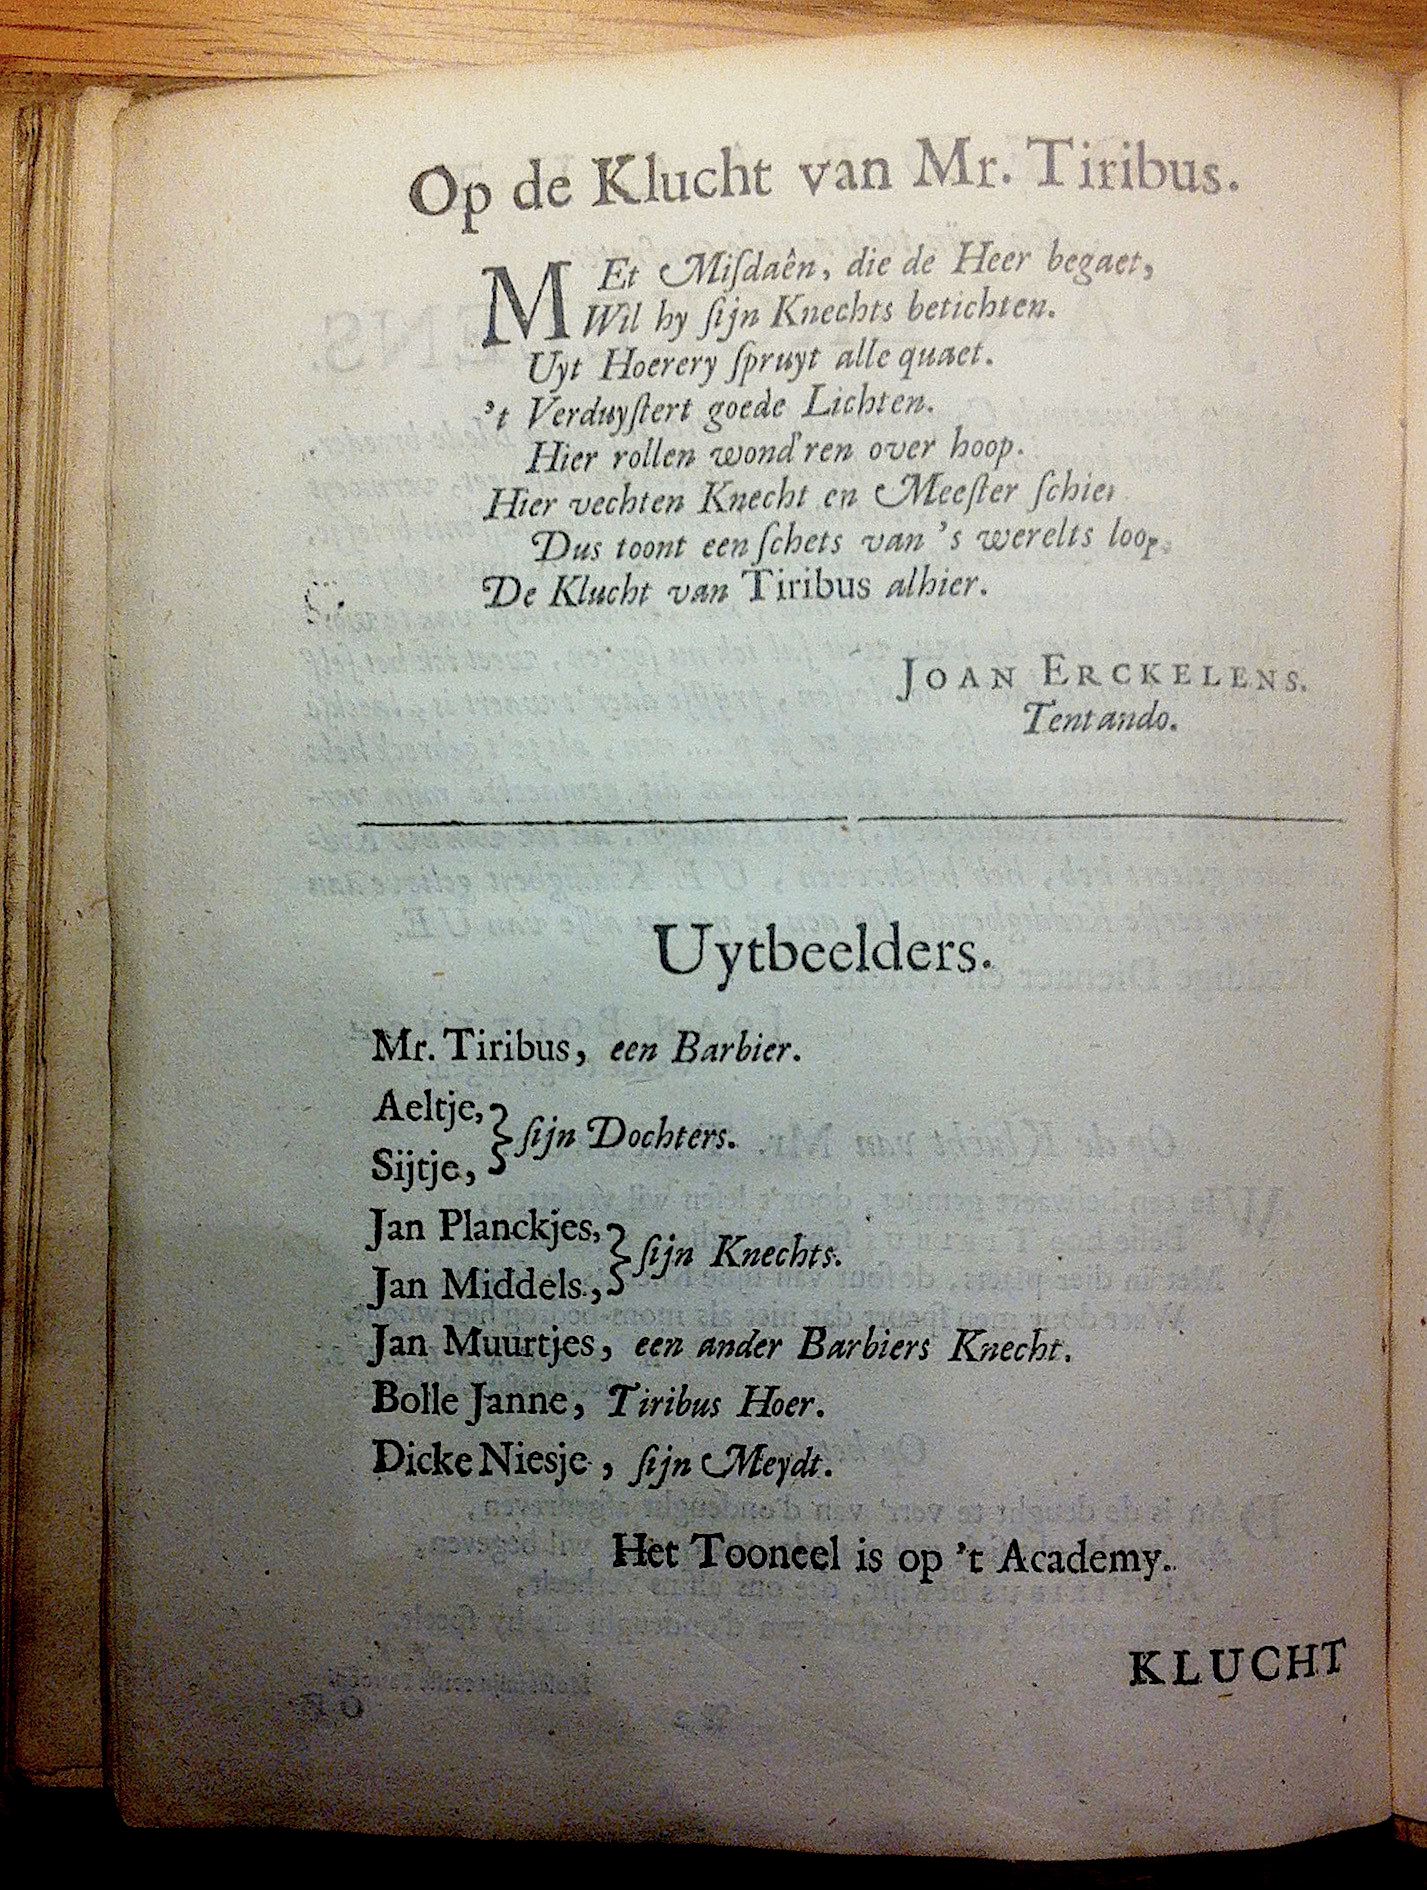 Op de Klucht van Mr. Tiribus.
MEt Miſdaên, die de Heer begaet,
Wil hy ſijn Knechts betichten.
Uyt Hoerery ſpruyt alle quaet.
't Verduyſtert goede Lichten.
Hier rollen wond'ren over hoop.
Hier vechten Knecht en Meeſter ſchier
Dus toont een ſchets van 's werelts loop,
De Klucht van Tiribus alhier.
JOAN ERCKELENS.
Tentando.
Uytbeelders.
Mr. Tiribus, een Barbier.
Aeltje,
Sijtje, } ſijn Dochters.
Jan Planckjes,
Jan Middels, } ſijn Knechts.
Jan Muurtjes, een ander Barbiers Knecht.
Bolle Janne, Tiribus Hoer.
Dicke Niesje, ſijn Meydt.
Het Tooneel is op 't Academy.
KLUCHT